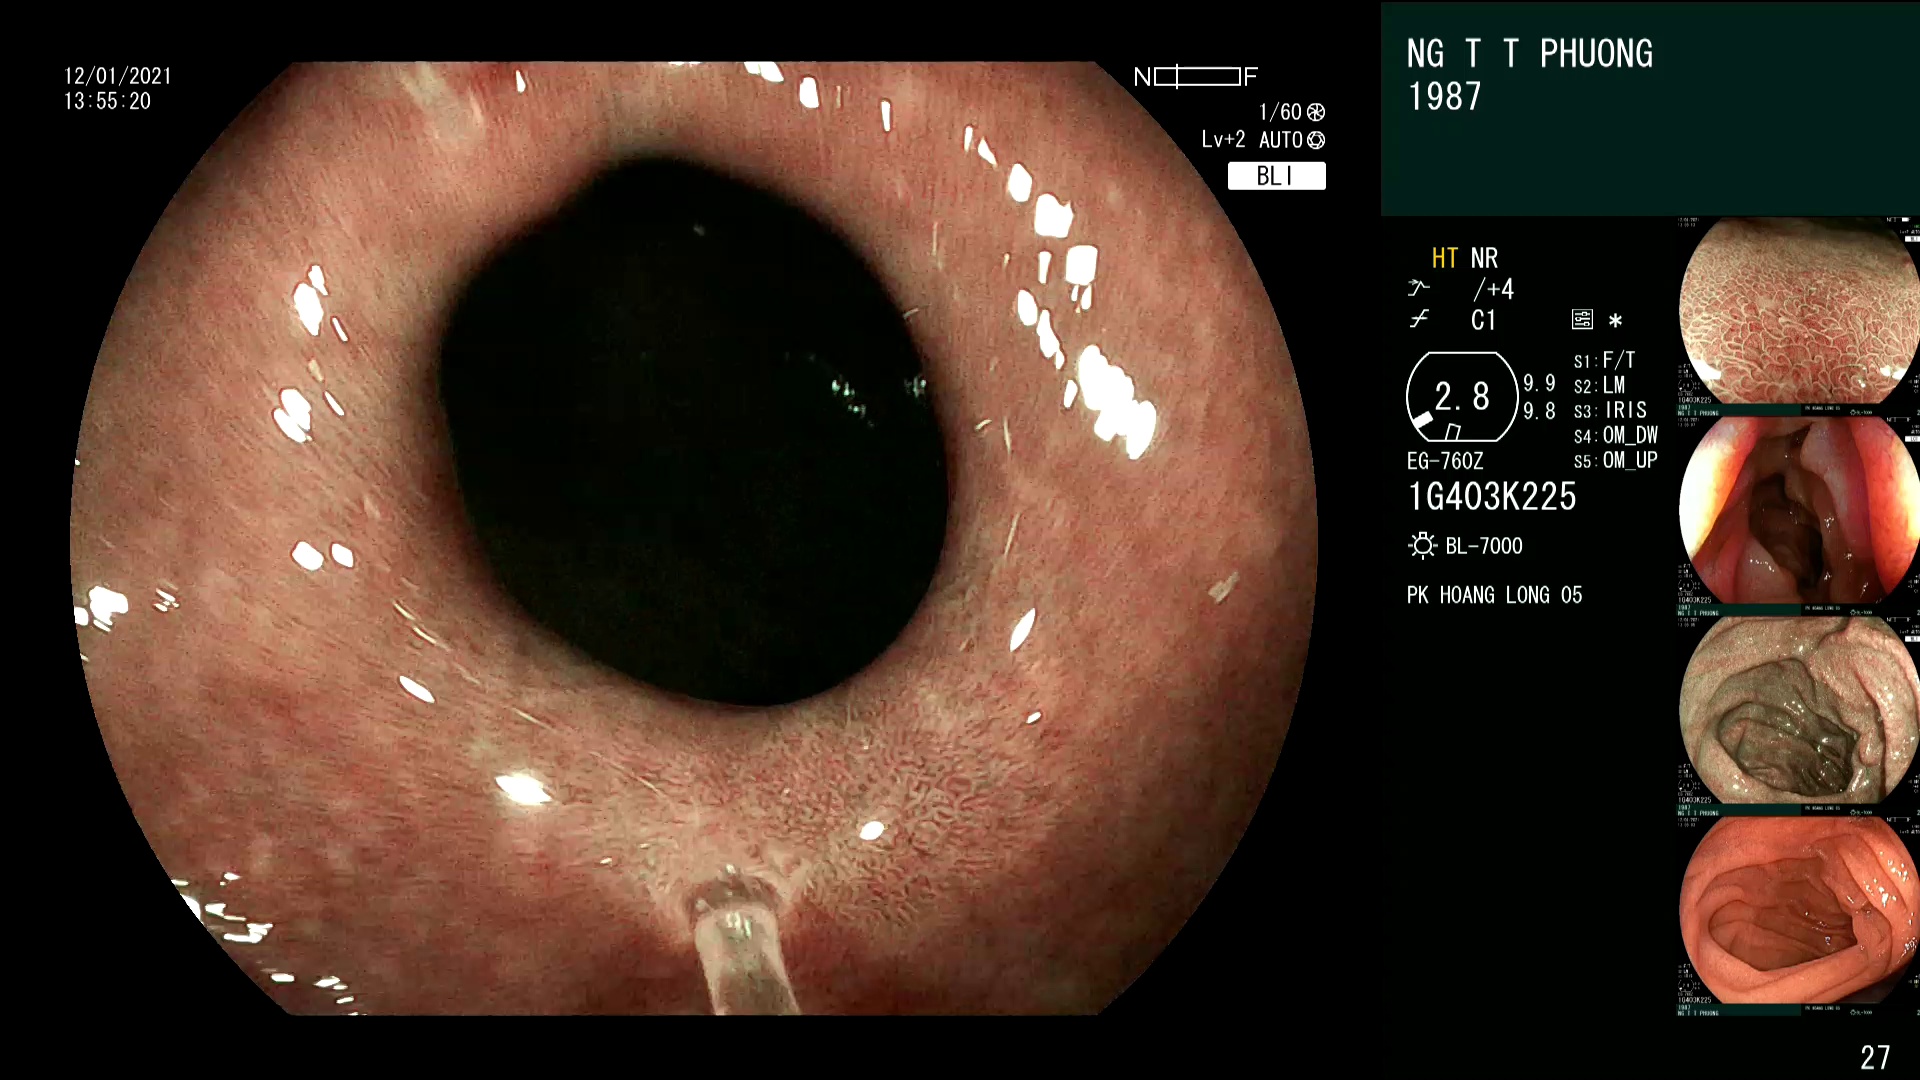 12/01/2021
13:55:20
N F
1/60
Lv+2 AUTO
BLI
NG T T PHUONG
1987
HT NR
/+4
C1 *
2.8
9.9
9.8
S1:F/T
S2:LM
S3:IRIS
S4:OM_DW
S5:OM_UP
EG-760Z
1G403K225
BL-7000
PK HOANG LONG 05
27